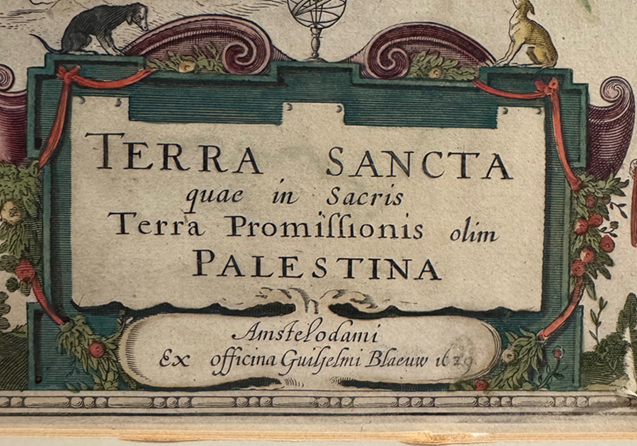 TERRA SANCTA
quae in Sacris
Terra Promissionis olim
PALESTINA
Amstelodami
Ex officina Guiljelmi Blaeuw 1629